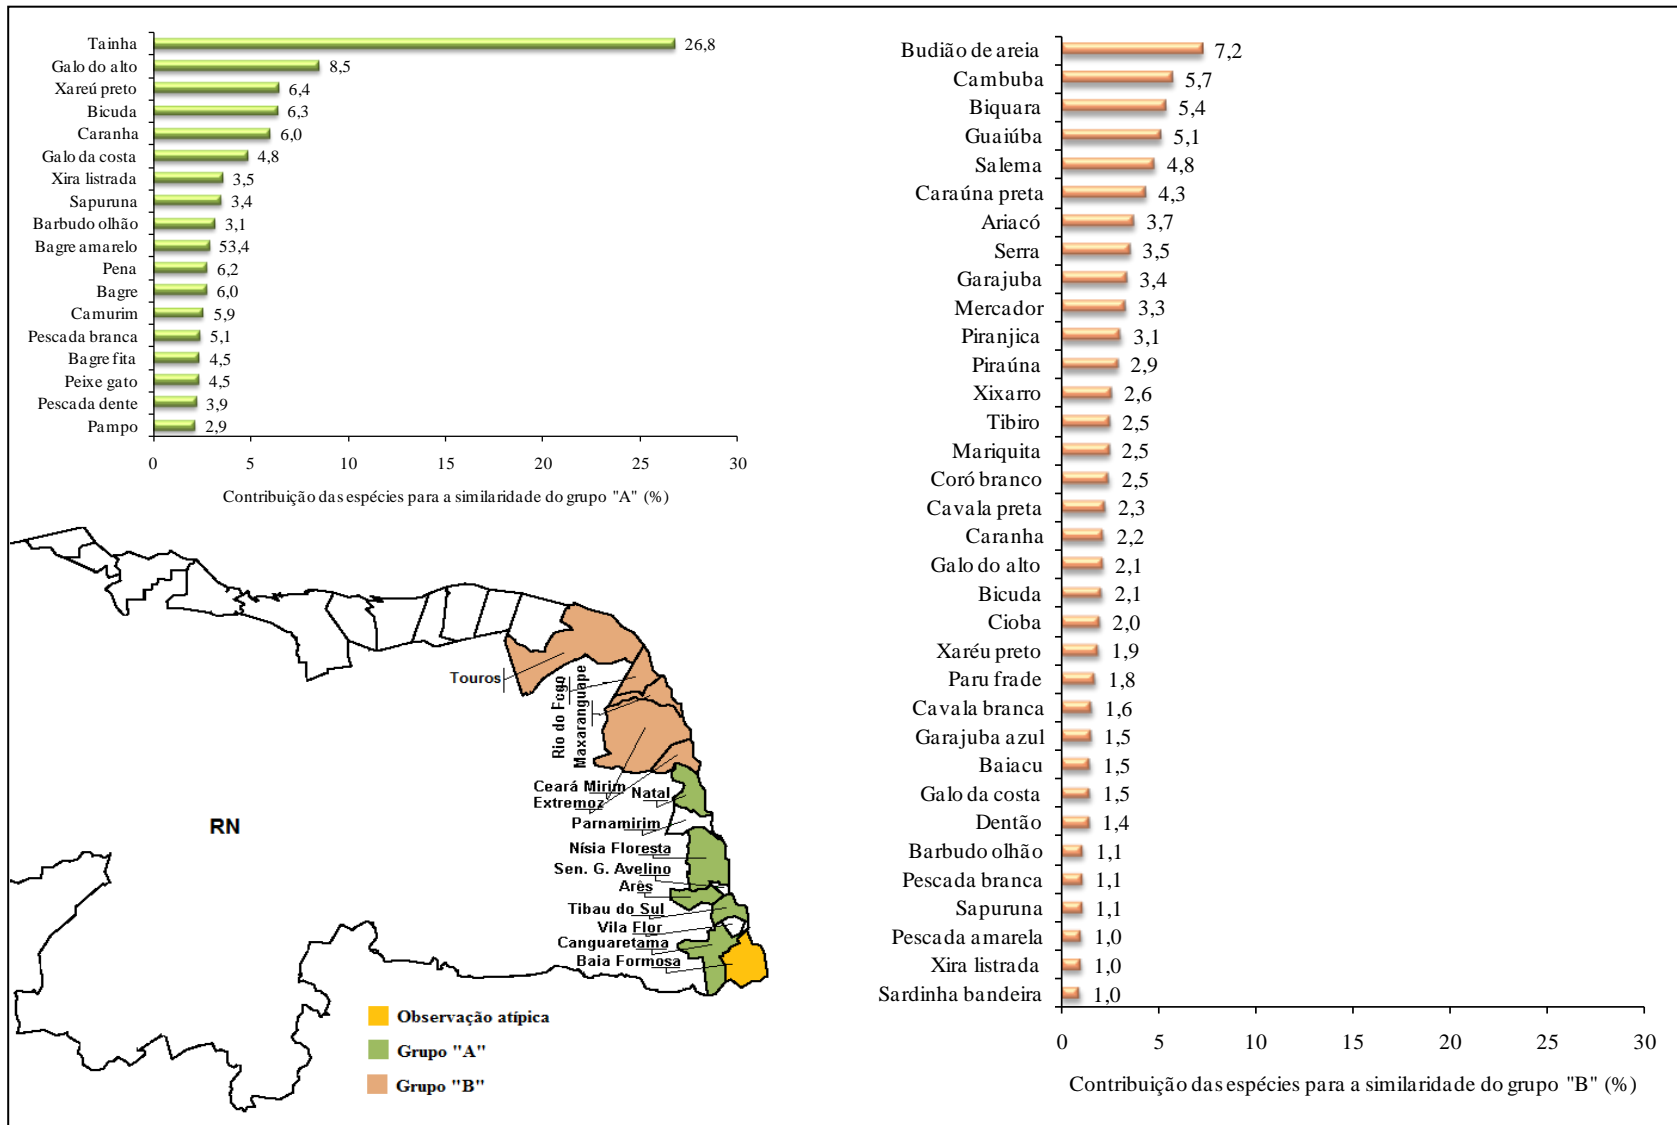 Tainha 26,8
Galo do alto 8,5
Xareú preto 6,4
Bicuda 6,3
Caranha 6,0
Galo da costa 4,8
Xira listrada 3,5
Sapuruna 3,4
Barbudo olhão 3,1
Bagre amarelo 53,4
Pena 6,2
Bagre 6,0
Camurim 5,9
Pescada branca 5,1
Bagre fita 4,5
Peixe gato 4,5
Pescada dente 3,9
Pampo 2,9
0 5 10 15 20 25 30
Contribuição das espécies para a similaridade do grupo "A" (%)
Budião de areia 7,2
Cambuba 5,7
Biquara 5,4
Guaiúba 5,1
Salema 4,8
Caraúna preta 4,3
Ariacó 3,7
Serra 3,5
Garajuba 3,4
Mercador 3,3
Piranjica 3,1
Piraúna 2,9
Xixarro 2,6
Tibiro 2,5
Mariquita 2,5
Coró branco 2,5
Cavala preta 2,3
Caranha 2,2
Galo do alto 2,1
Bicuda 2,1
Cioba 2,0
Xaréu preto 1,9
Paru frade 1,8
Cavala branca 1,6
Garajuba azul 1,5
Baiacu 1,5
Galo da costa 1,5
Dentão 1,4
Barbudo olhão 1,1
Pescada branca 1,1
Sapuruna 1,1
Pescada amarela 1,0
Xira listrada 1,0
Sardinha bandeira 1,0
0 5 10 15 20 25 30
Contribuição das espécies para a similaridade do grupo "B" (%)
Touros
Rio do Fogo
Maxaranguape
Ceará Mirim
Extremoz
Natal
Parnamirim
Nísia Floresta
Sen. G. Avelino
Arês
Tibau do Sul
Vila Flor
Canguaretama
Baia Formosa
RN
Observação atípica
Grupo "A"
Grupo "B"